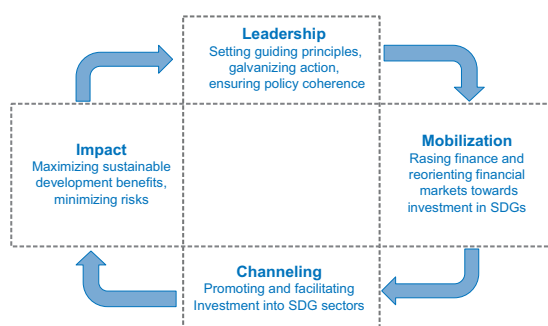 Leadership
Setting guiding principles,
galvanizing action,
ensuring policy coherence
Impact
Maximizing sustainable
development benefits,
minimizing risks
Mobilization
Rasing finance and
reorienting financial
markets towards
investment in SDGs
Channeling
Promoting and facilitating
Investment into SDG sectors